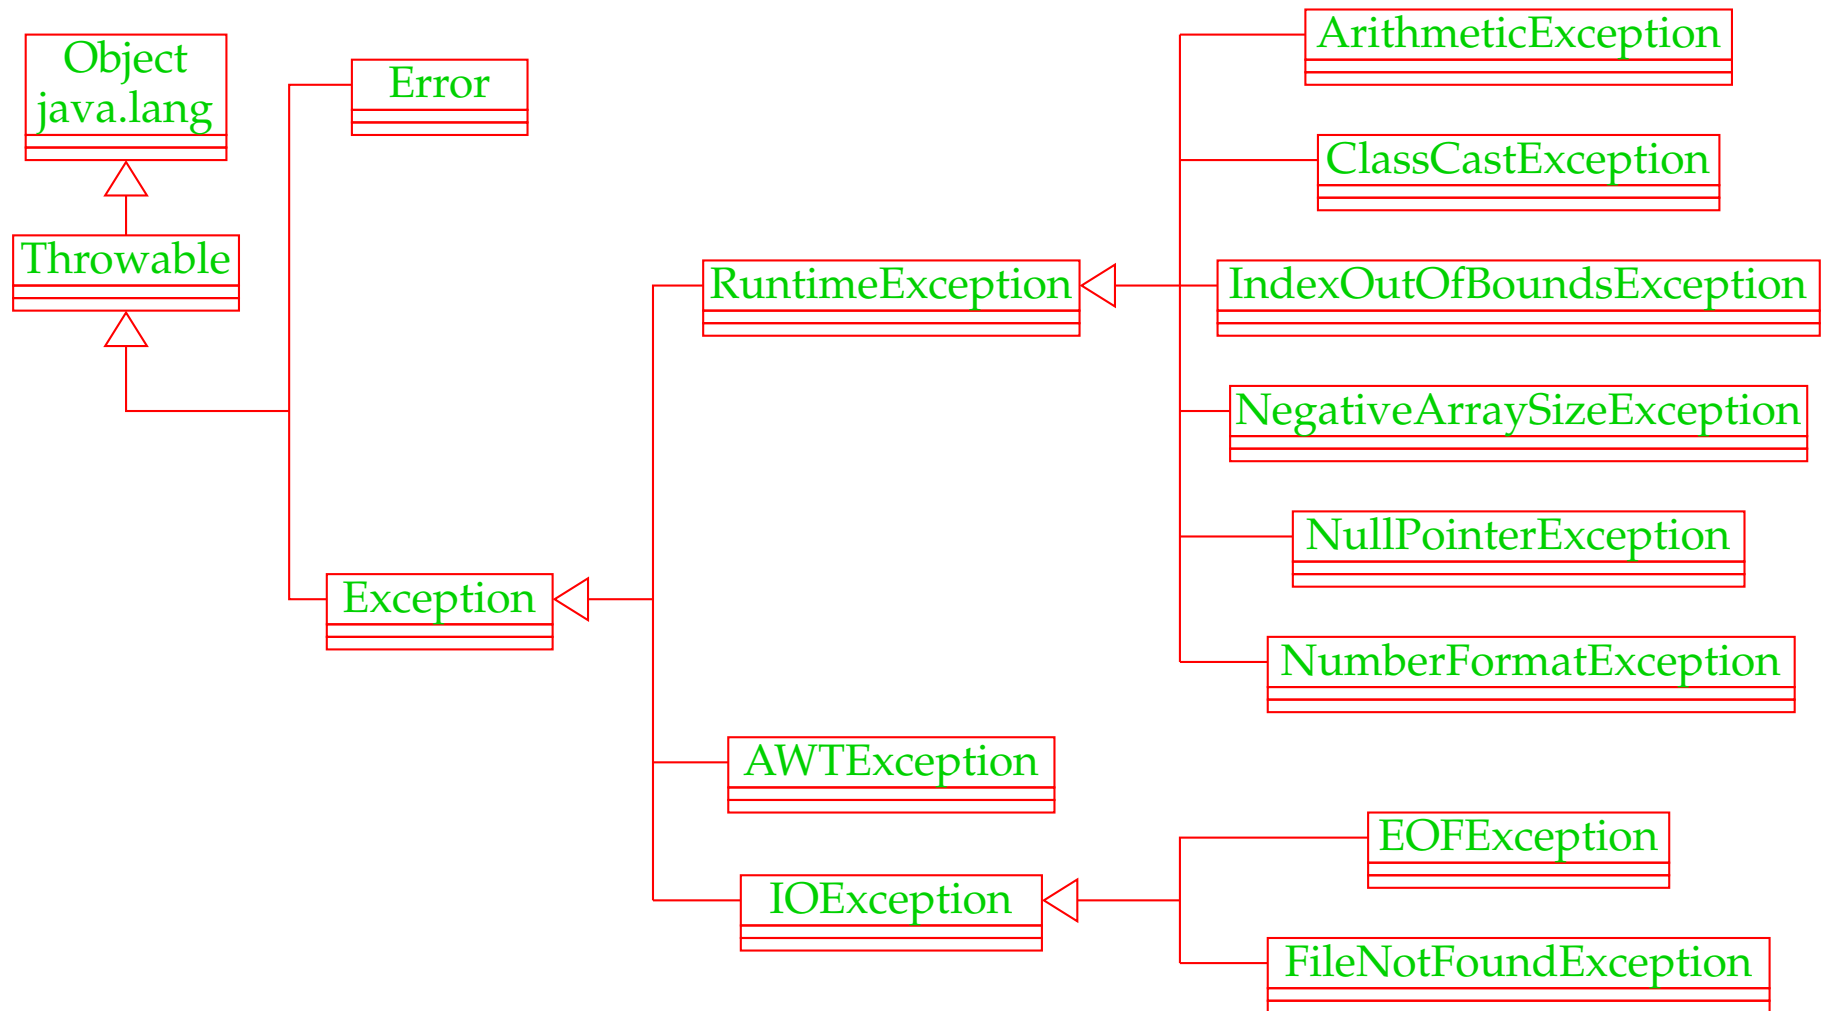 Object
java.lang
Throwable
Error
Exception
RuntimeException
AWTException
IOException
ArithmeticException
ClassCastException
IndexOutOfBoundsException
NegativeArraySizeException
NullPointerException
NumberFormatException
EOFException
FileNotFoundException